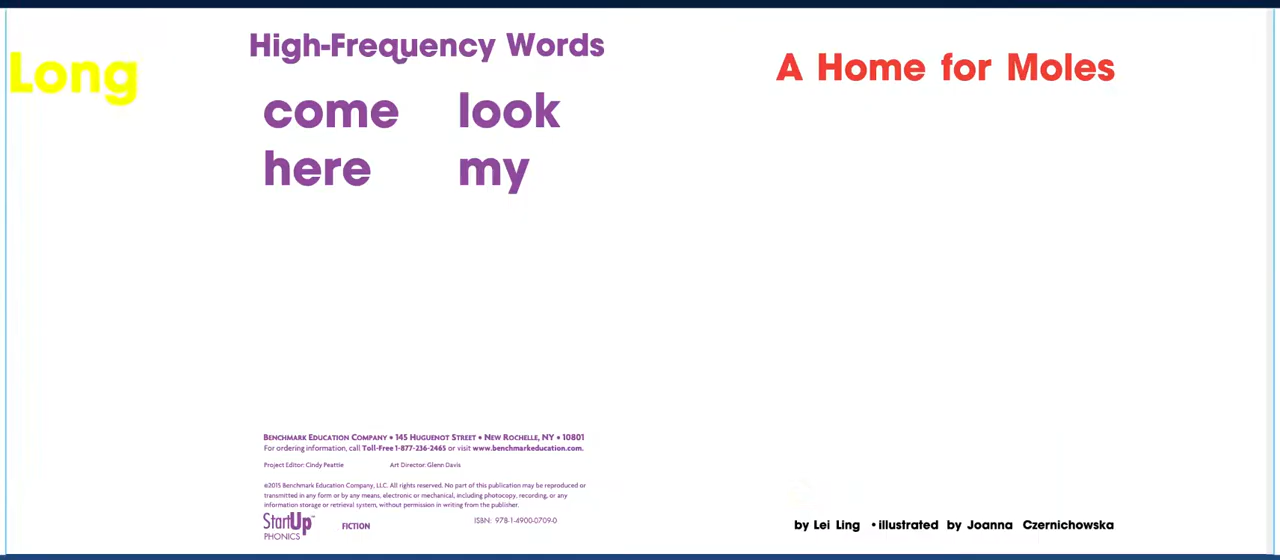 Long
High-Frequency Words
come look
here my
BENCHMARK EDUCATION COMPANY • 145 HUGUENOT STREET • NEW ROCHELLE, NY • 10801
For ordering information, call Toll-Free 1-877-236-2465 or visit www.benchmarkeducation.com.
Project Editor: Cindy Peattie Art Director: Glenn Davis
©2015 Benchmark Education Company, LLC. All rights reserved. No part of this publication may be reproduced or
transmitted in any form or by any means, electronic or mechanical, including photocopy, recording, or any
information storage or retrieval system, without permission in writing from the publisher.
StartUp™
PHONICS
FICTION
ISBN: 978-1-4900-0709-0
A Home for Moles
by Lei Ling • illustrated by Joanna Czernichowska